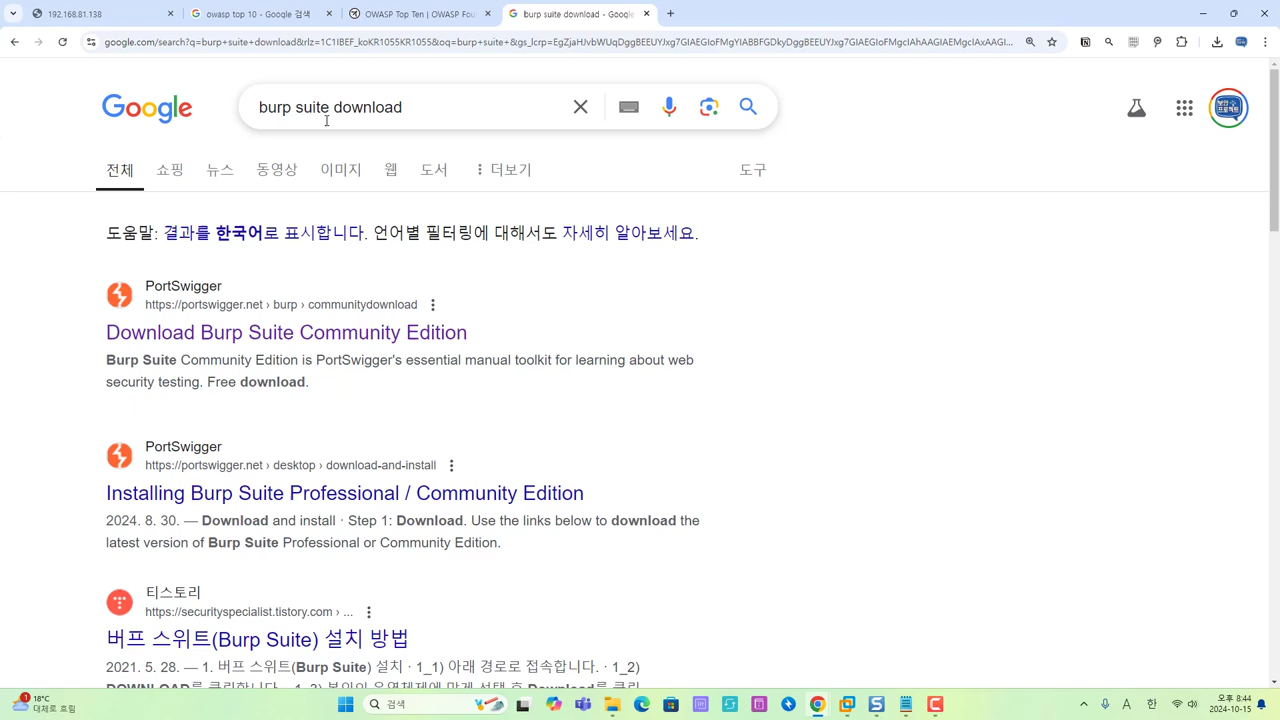 192.168.81.138
owasp top 10 - Google 검색
OWASP Top Ten | OWASP Fou
burp suite download - Google
google.com/search?q=burp+suite+download&rlz=1C1IBEF_koKR1055KR1055&oq=burp+suite+&gs_lcrp=EgZjaHJvbWUqDggBEEUYJxg7GIAEGIoFMgYIABBFGDkyDggBEEUYJxg7GIAEGIoFMgcIAhAAGIAEMgcIAxAAGI...
Google
burp suite download
전체 쇼핑 뉴스 동영상 이미지 웹 도서 더보기 도구
도움말: 결과를 한국어로 표시합니다. 언어별 필터링에 대해서도 자세히 알아보세요.
PortSwigger
https://portswigger.net › burp › communitydownload
Download Burp Suite Community Edition
Burp Suite Community Edition is PortSwigger's essential manual toolkit for learning about web
security testing. Free download.
PortSwigger
https://portswigger.net › desktop › download-and-install
Installing Burp Suite Professional / Community Edition
2024. 8. 30. — Download and install · Step 1: Download. Use the links below to download the
latest version of Burp Suite Professional or Community Edition.
티스토리
https://securityspecialist.tistory.com › ...
버프 스위트(Burp Suite) 설치 방법
2021. 5. 28. — 1. 버프 스위트(Burp Suite) 설치 · 1_1) 아래 경로로 접속합니다. · 1_2)
1
18°C
대체로 흐림
검색
A 한
오후 8:44
2024-10-15